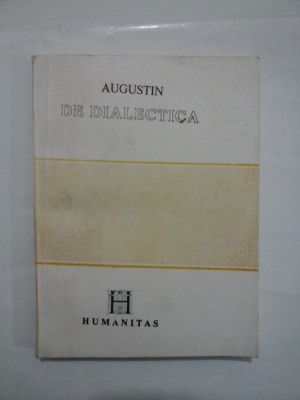 AUGUSTIN
DE DIALECTICA
H
HUMANITAS